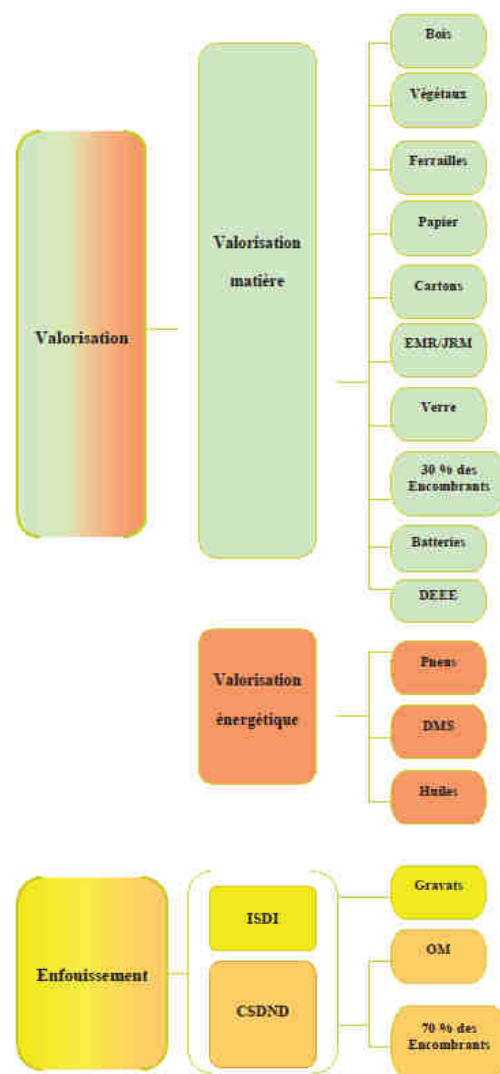 Valorisation
Valorisation
matière
Bois
Végétaux
Ferrailles
Papier
Cartons
EMR/JRM
Verre
30 % des
Encombrants
Batteries
DEEE
Valorisation
énergétique
Pneus
DMS
Huiles
Enfouissement
ISDI
CSDND
Gravats
OM
70 % des
Encombrants